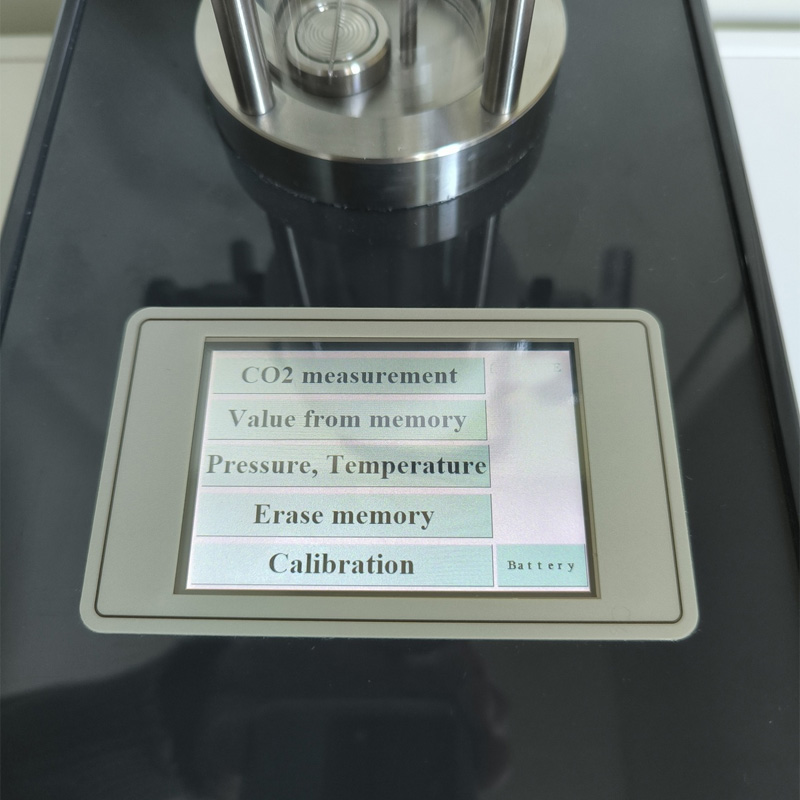 CO2 measurement
Value from memory
Pressure, Temperature
Erase memory
Calibration
Battery